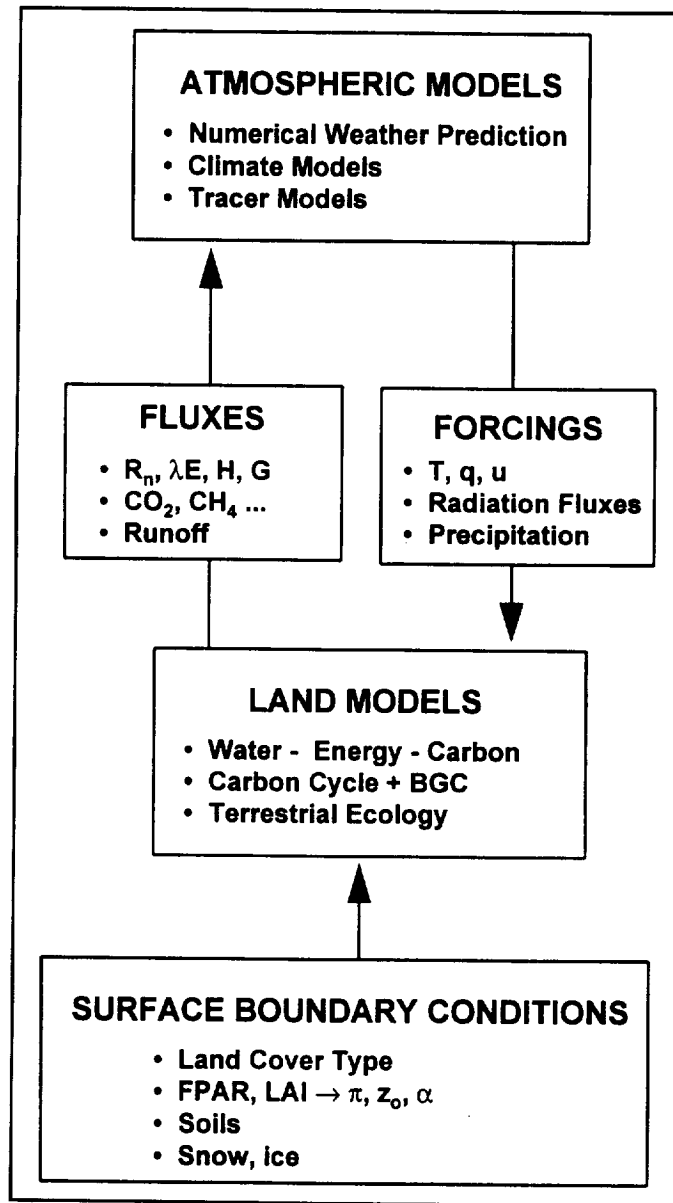 ATMOSPHERIC MODELS
• Numerical Weather Prediction
• Climate Models
• Tracer Models
FLUXES
• Rₙ, λE, H, G
• CO₂, CH₄ ...
• Runoff
FORCINGS
• T, q, u
• Radiation Fluxes
• Precipitation
LAND MODELS
• Water - Energy - Carbon
• Carbon Cycle + BGC
• Terrestrial Ecology
SURFACE BOUNDARY CONDITIONS
• Land Cover Type
• FPAR, LAI → π, zₒ, α
• Soils
• Snow, ice